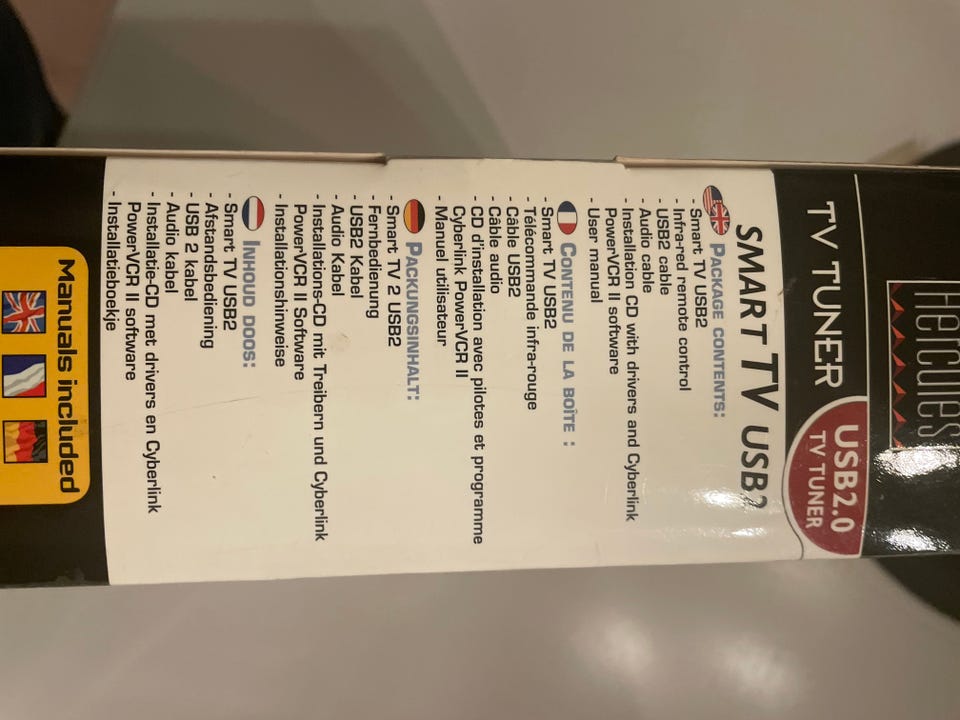 Hercules
TV TUNER
USB2.0
TV TUNER
SMART TV USB2
PACKAGE CONTENTS:
- Smart TV USB2
- Infra-red remote control
- USB2 cable
- Audio cable
- Installation CD with drivers and Cyberlink
PowerVCR II software
- User manual
CONTENU DE LA BOÎTE :
Smart TV USB2
- Télécommande infra-rouge
- Câble USB2
- Câble audio
- CD d'installation avec pilotes et programme
Cyberlink PowerVCR II
- Manuel utilisateur
PACKUNGSINHALT:
- Smart TV 2 USB2
- Fernbedienung
- USB2 Kabel
- Audio Kabel
- Installations-CD mit Treibern und Cyberlink
PowerVCR II Software
- Installationshinweise
INHOUD DOOS:
- Smart TV USB2
- Afstandsbediening
- USB 2 kabel
- Audio kabel
- Installatie-CD met drivers en Cyberlink
PowerVCR II software
- Installatieboekje
Manuals included